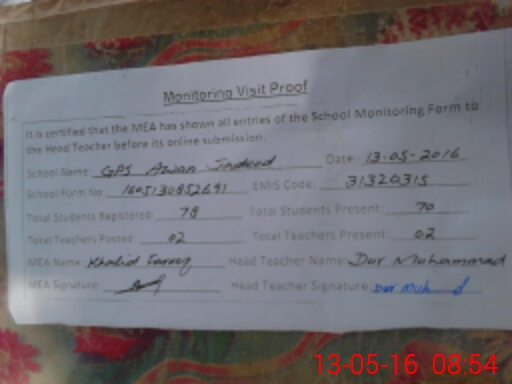 Monitoring Visit Proof
It is certified that the MEA has shown all entries of the School Monitoring Form to
the Head Teacher before its online submission.
School Name: GPS Awan Date: 13-05-2016
School Form No: EMIS Code: 31320315
Total Students Registered: 78 Total Students Present: 70
Total Teachers Posted: 02 Total Teachers Present: 02
MEA Name: Khalid Farooq Head Teacher Name: Dur Muhammad
MEA Signature: Head Teacher Signature: Dur Muh
13-05-16 08:54